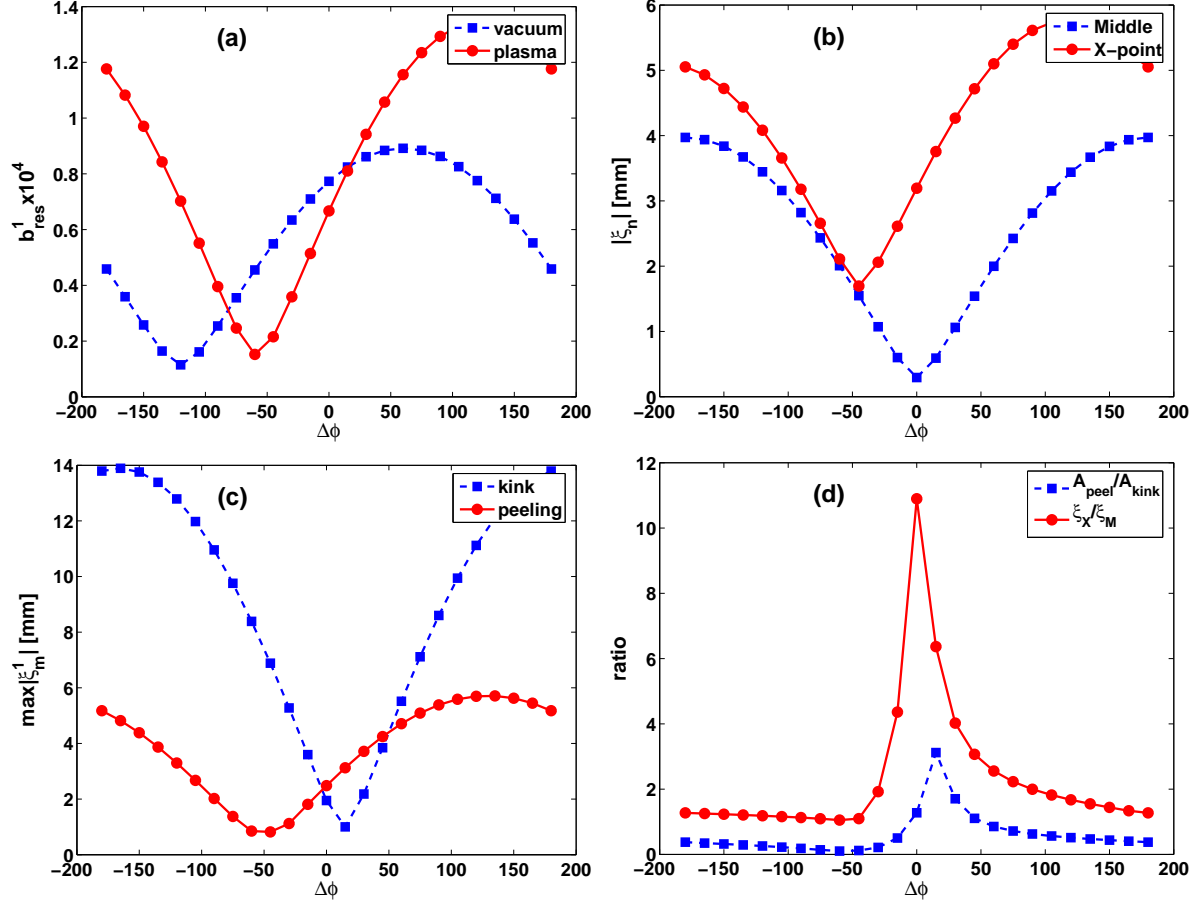 (a)
vacuum
plasma
b¹res x10⁴
1.4
1.2
1
0.8
0.6
0.4
0.2
0
−200 −150 −100 −50 0 50 100 150 200
Δϕ
(b)
Middle
X−point
|ξn| [mm]
6
5
4
3
2
1
0
−200 −150 −100 −50 0 50 100 150 200
Δϕ
(c)
kink
peeling
max|ξ¹m| [mm]
14
12
10
8
6
4
2
0
−200 −150 −100 −50 0 50 100 150 200
Δϕ
(d)
Apeel/Akink
ξX/ξM
ratio
12
10
8
6
4
2
0
−200 −150 −100 −50 0 50 100 150 200
Δϕ